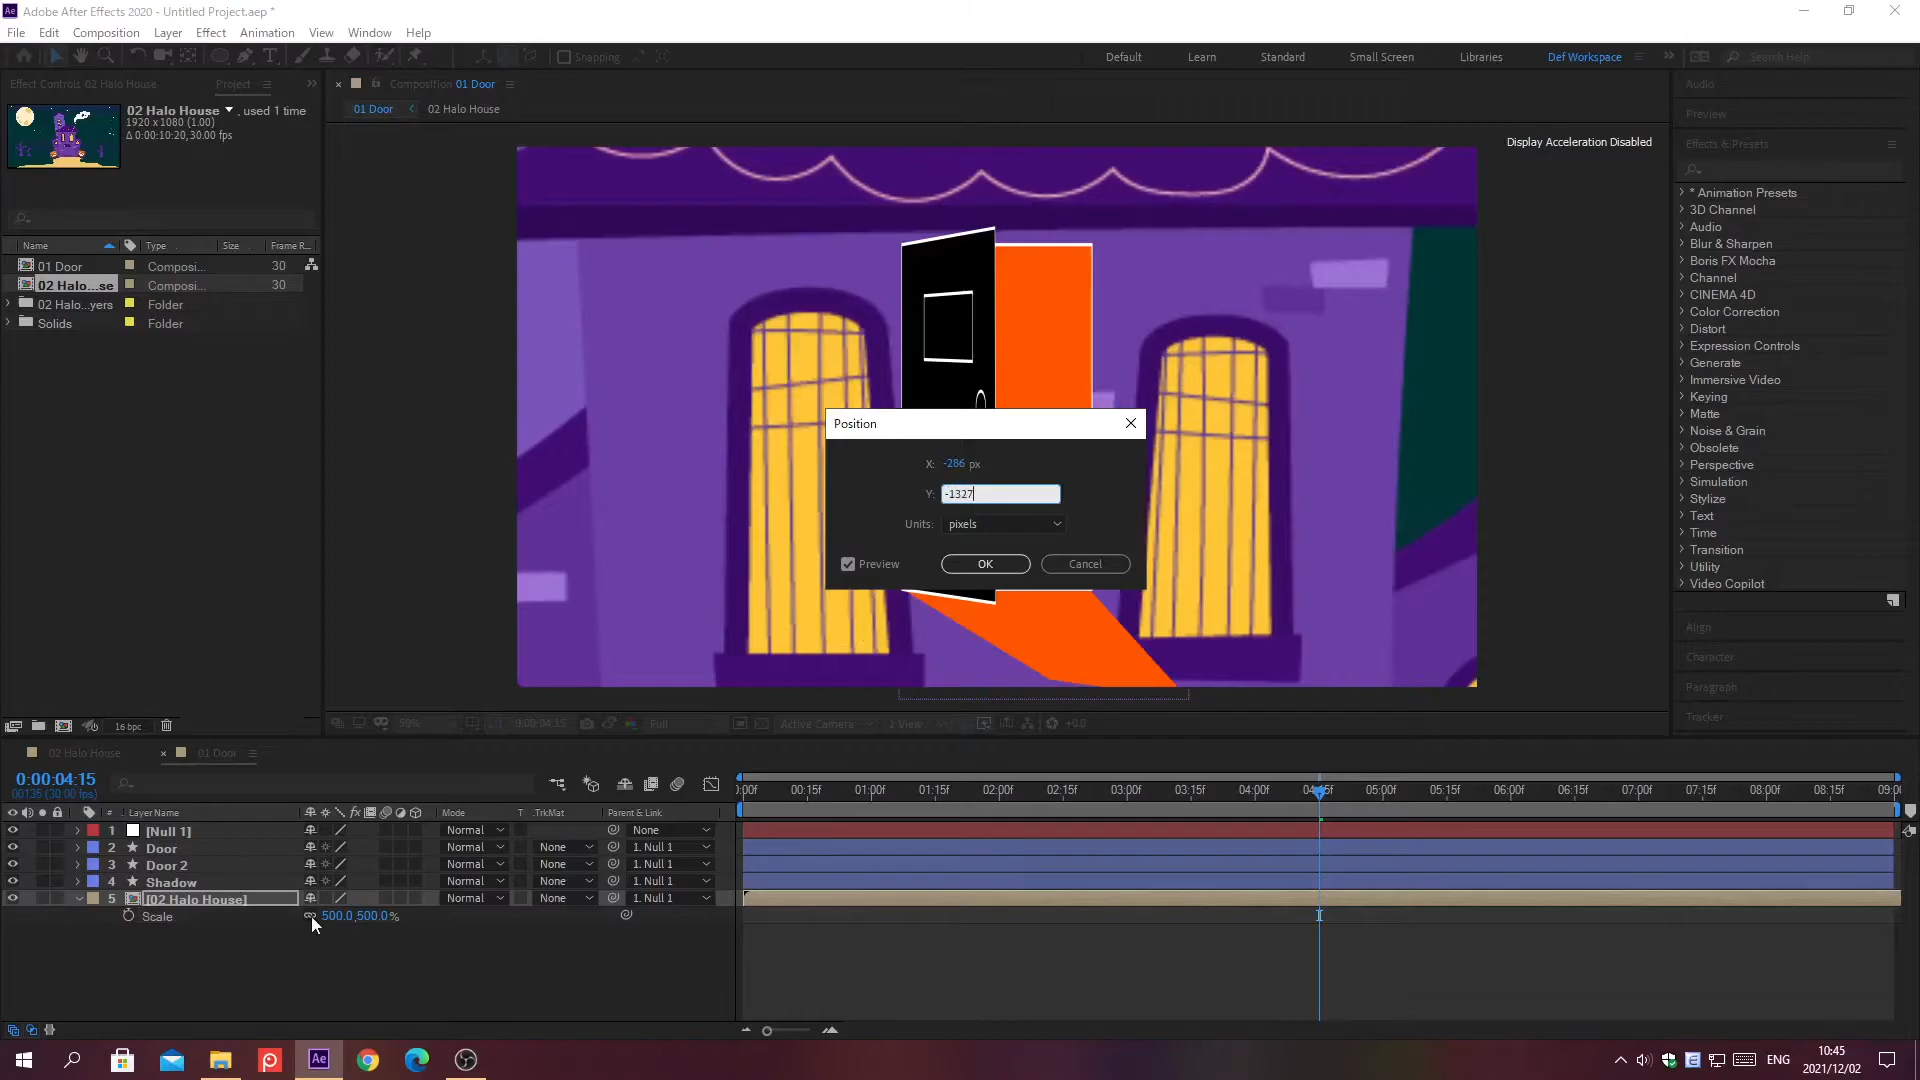 Adobe After Effects 2020 - Untitled Project.aep *
File Edit Composition Layer Effect Animation View Window Help
Snapping Default Learn Standard Small Screen Libraries Def Workspace Search Help
Effect Controls 02 Halo House Project
02 Halo House , used 1 time
1920 x 1080 (1.00)
Δ 0:00:10:20, 30.00 fps
Name Type Size Frame R...
01 Door Composi... 30
02 Halo...se Composi... 30
02 Halo...yers Folder
Solids Folder
16 bpc
Composition 01 Door
01 Door 02 Halo House
Display Acceleration Disabled
Position
X: -286 px
Y: -1327
Units: pixels
Preview OK Cancel
50% 0:00:04:15 Full Active Camera 1 View +0.0
Audio
Preview
Effects & Presets
* Animation Presets
3D Channel
Audio
Blur & Sharpen
Boris FX Mocha
Channel
CINEMA 4D
Color Correction
Distort
Expression Controls
Generate
Immersive Video
Keying
Matte
Noise & Grain
Obsolete
Perspective
Simulation
Stylize
Text
Time
Transition
Utility
Video Copilot
Align
Character
Paragraph
Tracker
02 Halo House 01 Door
0:00:04:15
00135 (30.00 fps)
:00f 00:15f 01:00f 01:15f 02:00f 02:15f 03:00f 03:15f 04:00f 05:00f 05:15f 06:00f 06:15f 07:00f 07:15f 08:00f 08:15f 09:0
# Layer Name Mode T .TrkMat Parent & Link
1 [Null 1] Normal None
2 Door Normal None 1. Null 1
3 Door 2 Normal None 1. Null 1
4 Shadow Normal None 1. Null 1
5 [02 Halo House] Normal None 1. Null 1
Scale 500.0,500.0%
ENG 10:45
2021/12/02